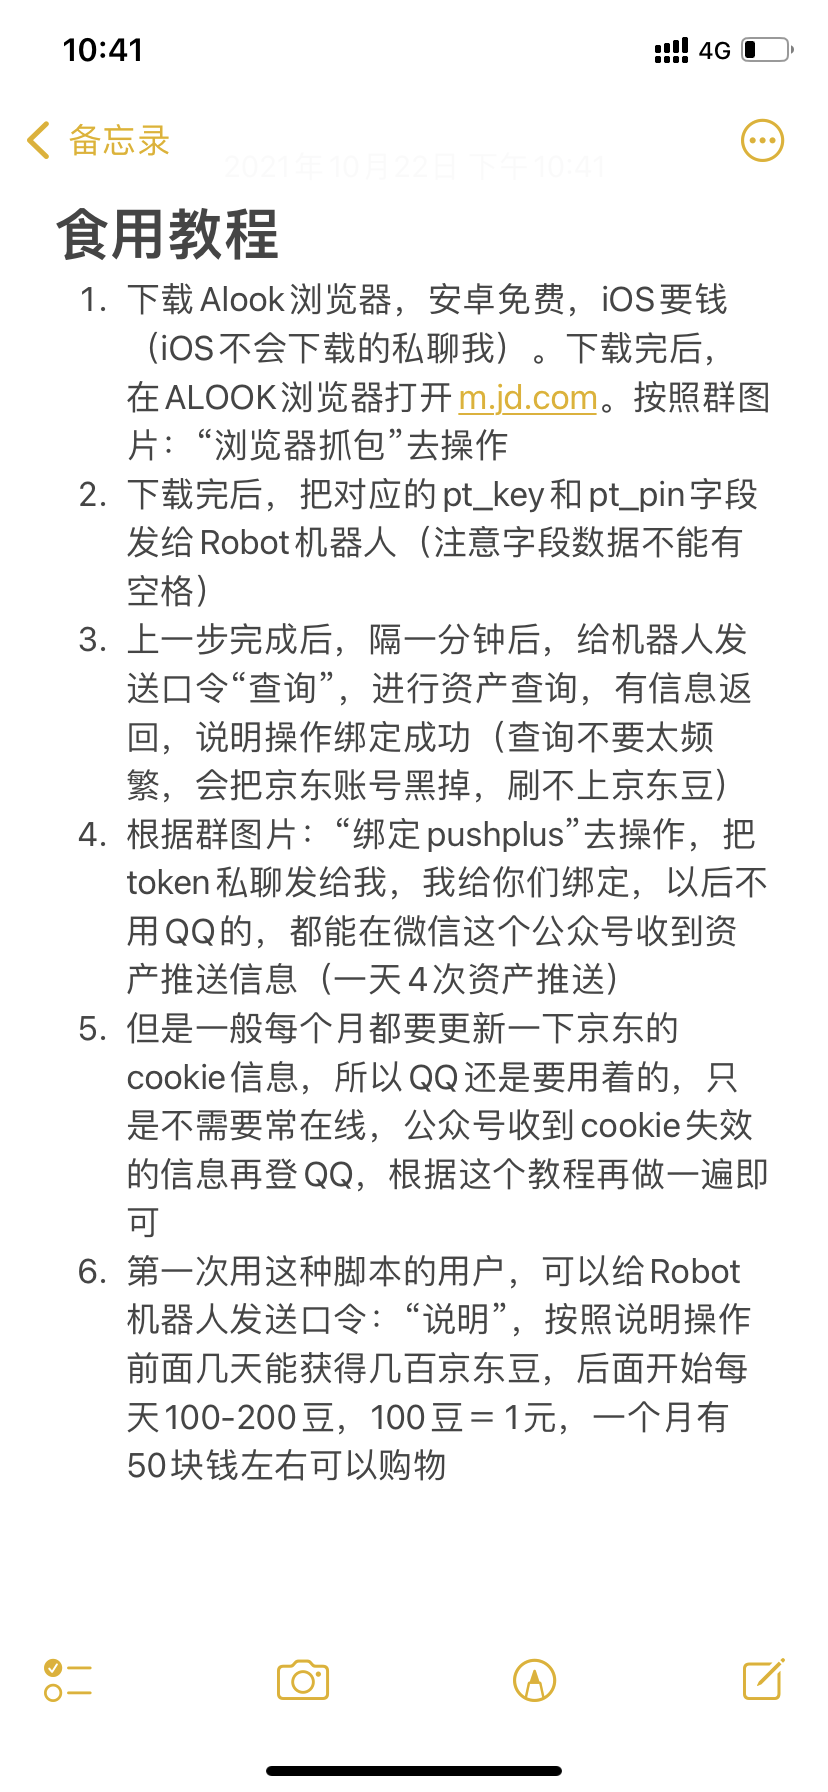 10:41
4G
备忘录
2021年10月22日 下午10:41
食用教程
1. 下载Alook浏览器，安卓免费，iOS要钱
（iOS不会下载的私聊我）。下载完后，
在ALOOK浏览器打开m.jd.com。按照群图
片：“浏览器抓包”去操作
2. 下载完后，把对应的pt_key和pt_pin字段
发给Robot机器人（注意字段数据不能有
空格）
3. 上一步完成后，隔一分钟后，给机器人发
送口令“查询”，进行资产查询，有信息返
回，说明操作绑定成功（查询不要太频
繁，会把京东账号黑掉，刷不上京东豆）
4. 根据群图片：“绑定pushplus”去操作，把
token私聊发给我，我给你们绑定，以后不
用QQ的，都能在微信这个公众号收到资
产推送信息（一天4次资产推送）
5. 但是一般每个月都要更新一下京东的
cookie信息，所以QQ还是要用着的，只
是不需要常在线，公众号收到cookie失效
的信息再登QQ，根据这个教程再做一遍即
可
6. 第一次用这种脚本的用户，可以给Robot
机器人发送口令：“说明”，按照说明操作
前面几天能获得几百京东豆，后面开始每
天100-200豆，100豆＝1元，一个月有
50块钱左右可以购物